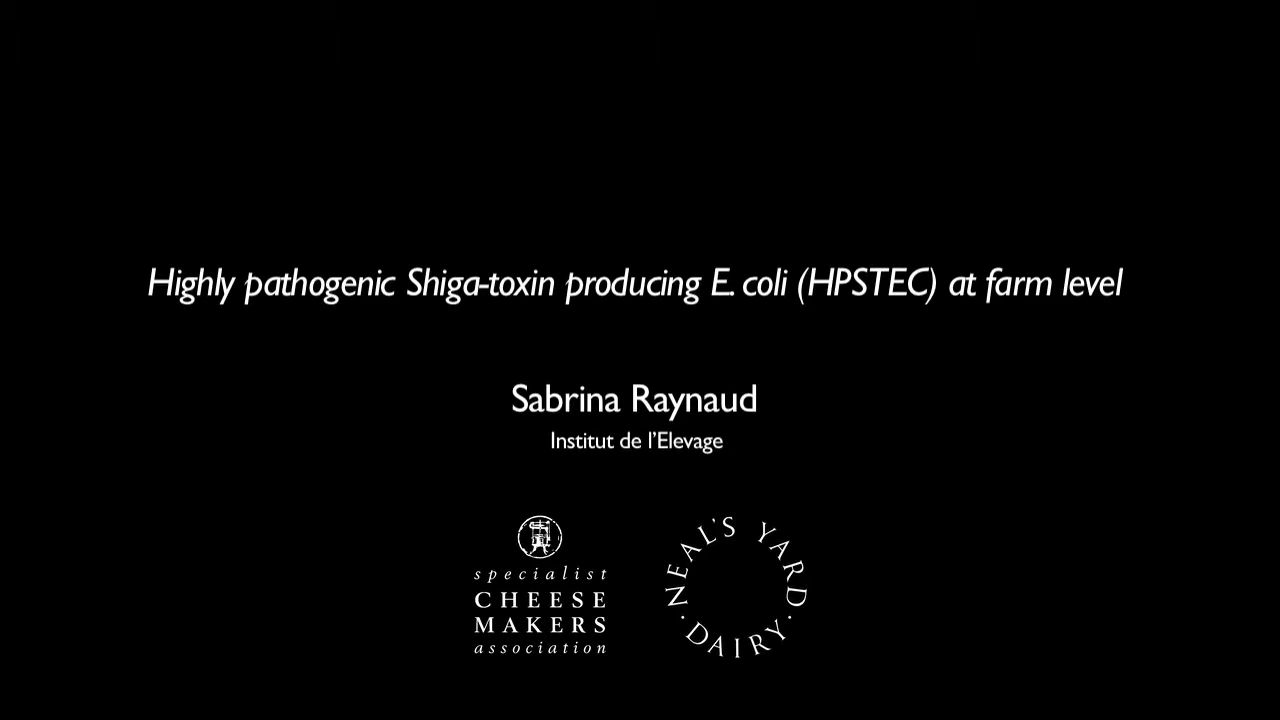 Highly pathogenic Shiga-toxin producing E. coli (HPSTEC) at farm level
Sabrina Raynaud
Institut de l'Elevage
specialist
CHEESE
MAKERS
association
NEAL'S YARD
· DAIRY ·